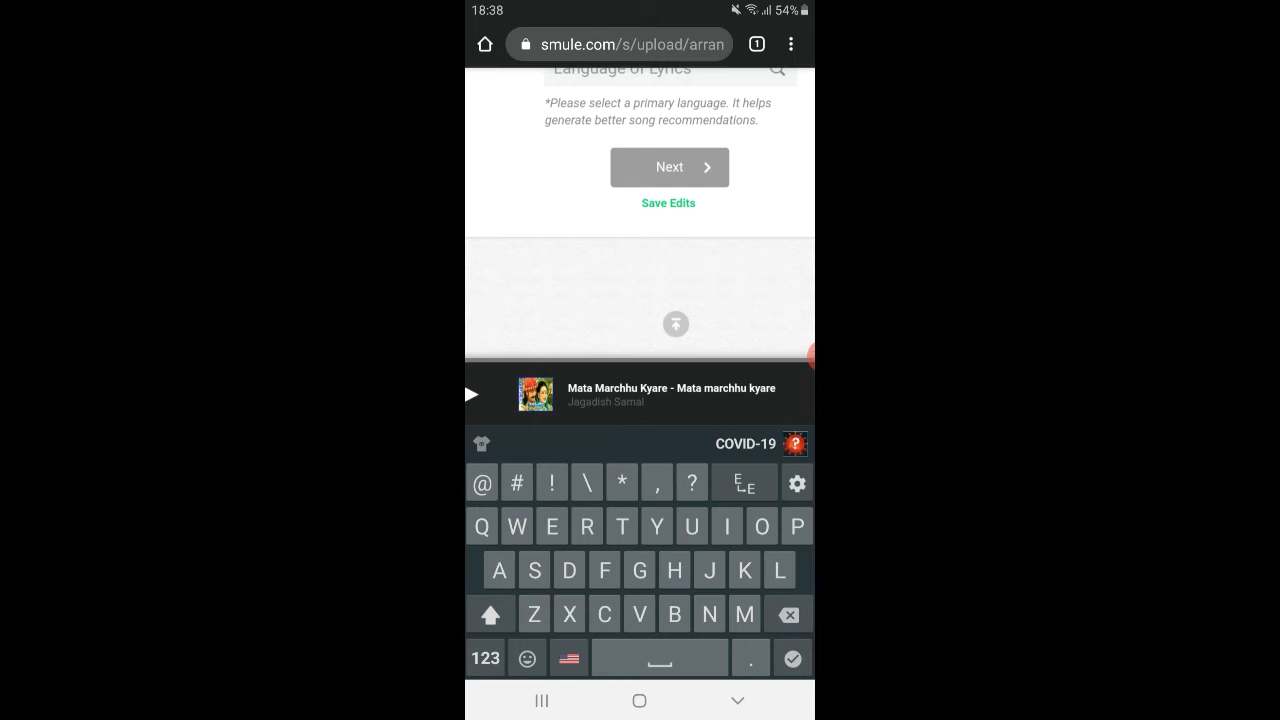 18:38
54%
smule.com/s/upload/arran
1
Language of Lyrics
*Please select a primary language. It helps
generate better song recommendations.
Next
Save Edits
Mata Marchhu Kyare - Mata marchhu kyare
Jagadish Samal
COVID-19 ?
@ # ! \ * , ? E E
Q W E R T Y U I O P
A S D F G H J K L
Z X C V B N M
123 .